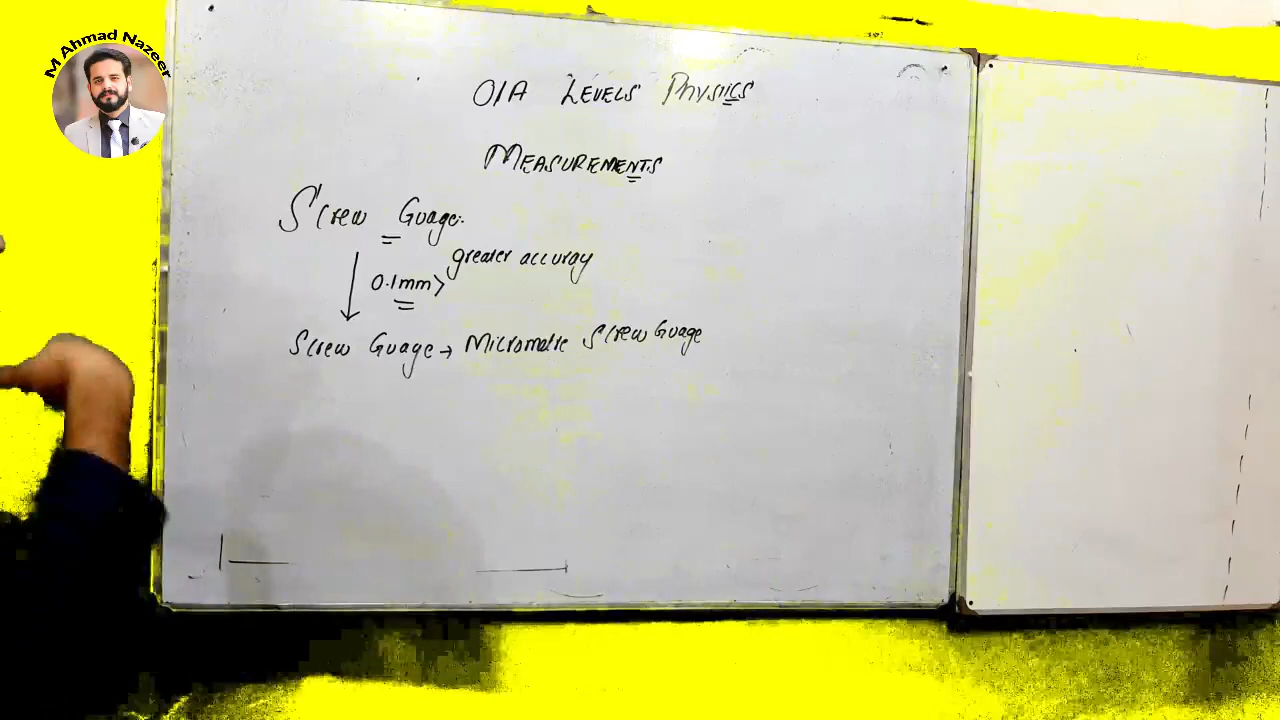 M Ahmad Nazeer
O/A LEVELS PHYSICS
MEASUREMENTS
Screw Guage:
greater accuray
0.1mm>
Screw Guage → Micrometre Screw Guage